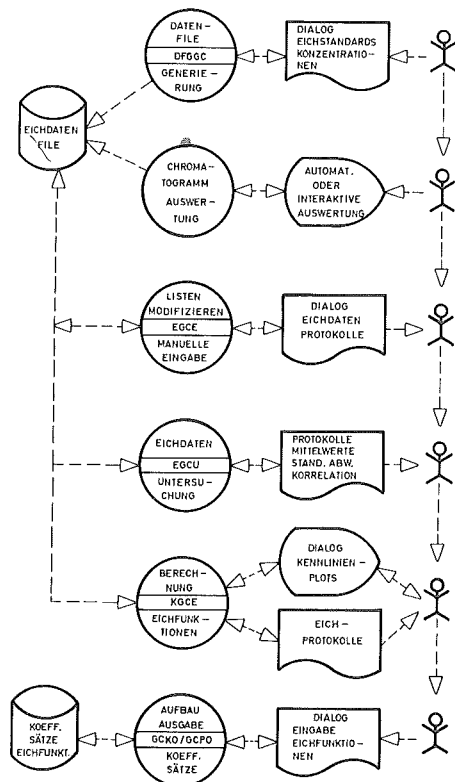 DATEN-
FILE
DFGGC
GENERIE-
RUNG
DIALOG
EICHSTANDARDS
KONZENTRATIO-
NEN
EICHDATEN
FILE
CHROMA-
TOGRAMM
AUSWER-
TUNG
AUTOMAT.
ODER
INTERAKTIVE
AUSWERTUNG
LISTEN
MODIFIZIEREN
EGCE
MANUELLE
EINGABE
DIALOG
EICHDATEN
PROTOKOLLE
EICHDATEN
EGCU
UNTERSU-
CHUNG
PROTOKOLLE
MITTELWERTE
STAND. ABW.
KORRELATION
BERECH-
NUNG
KGCE
EICHFUNK-
TIONEN
DIALOG
KENNLINIEN-
PLOTS
EICH-
PROTOKOLLE
KOEFF.
SÄTZE
EICHFUNKT.
AUFBAU
AUSGABE
GCKO/GCPO
KOEFF.
SÄTZE
DIALOG
EINGABE
EICHFUNKTIO-
NEN